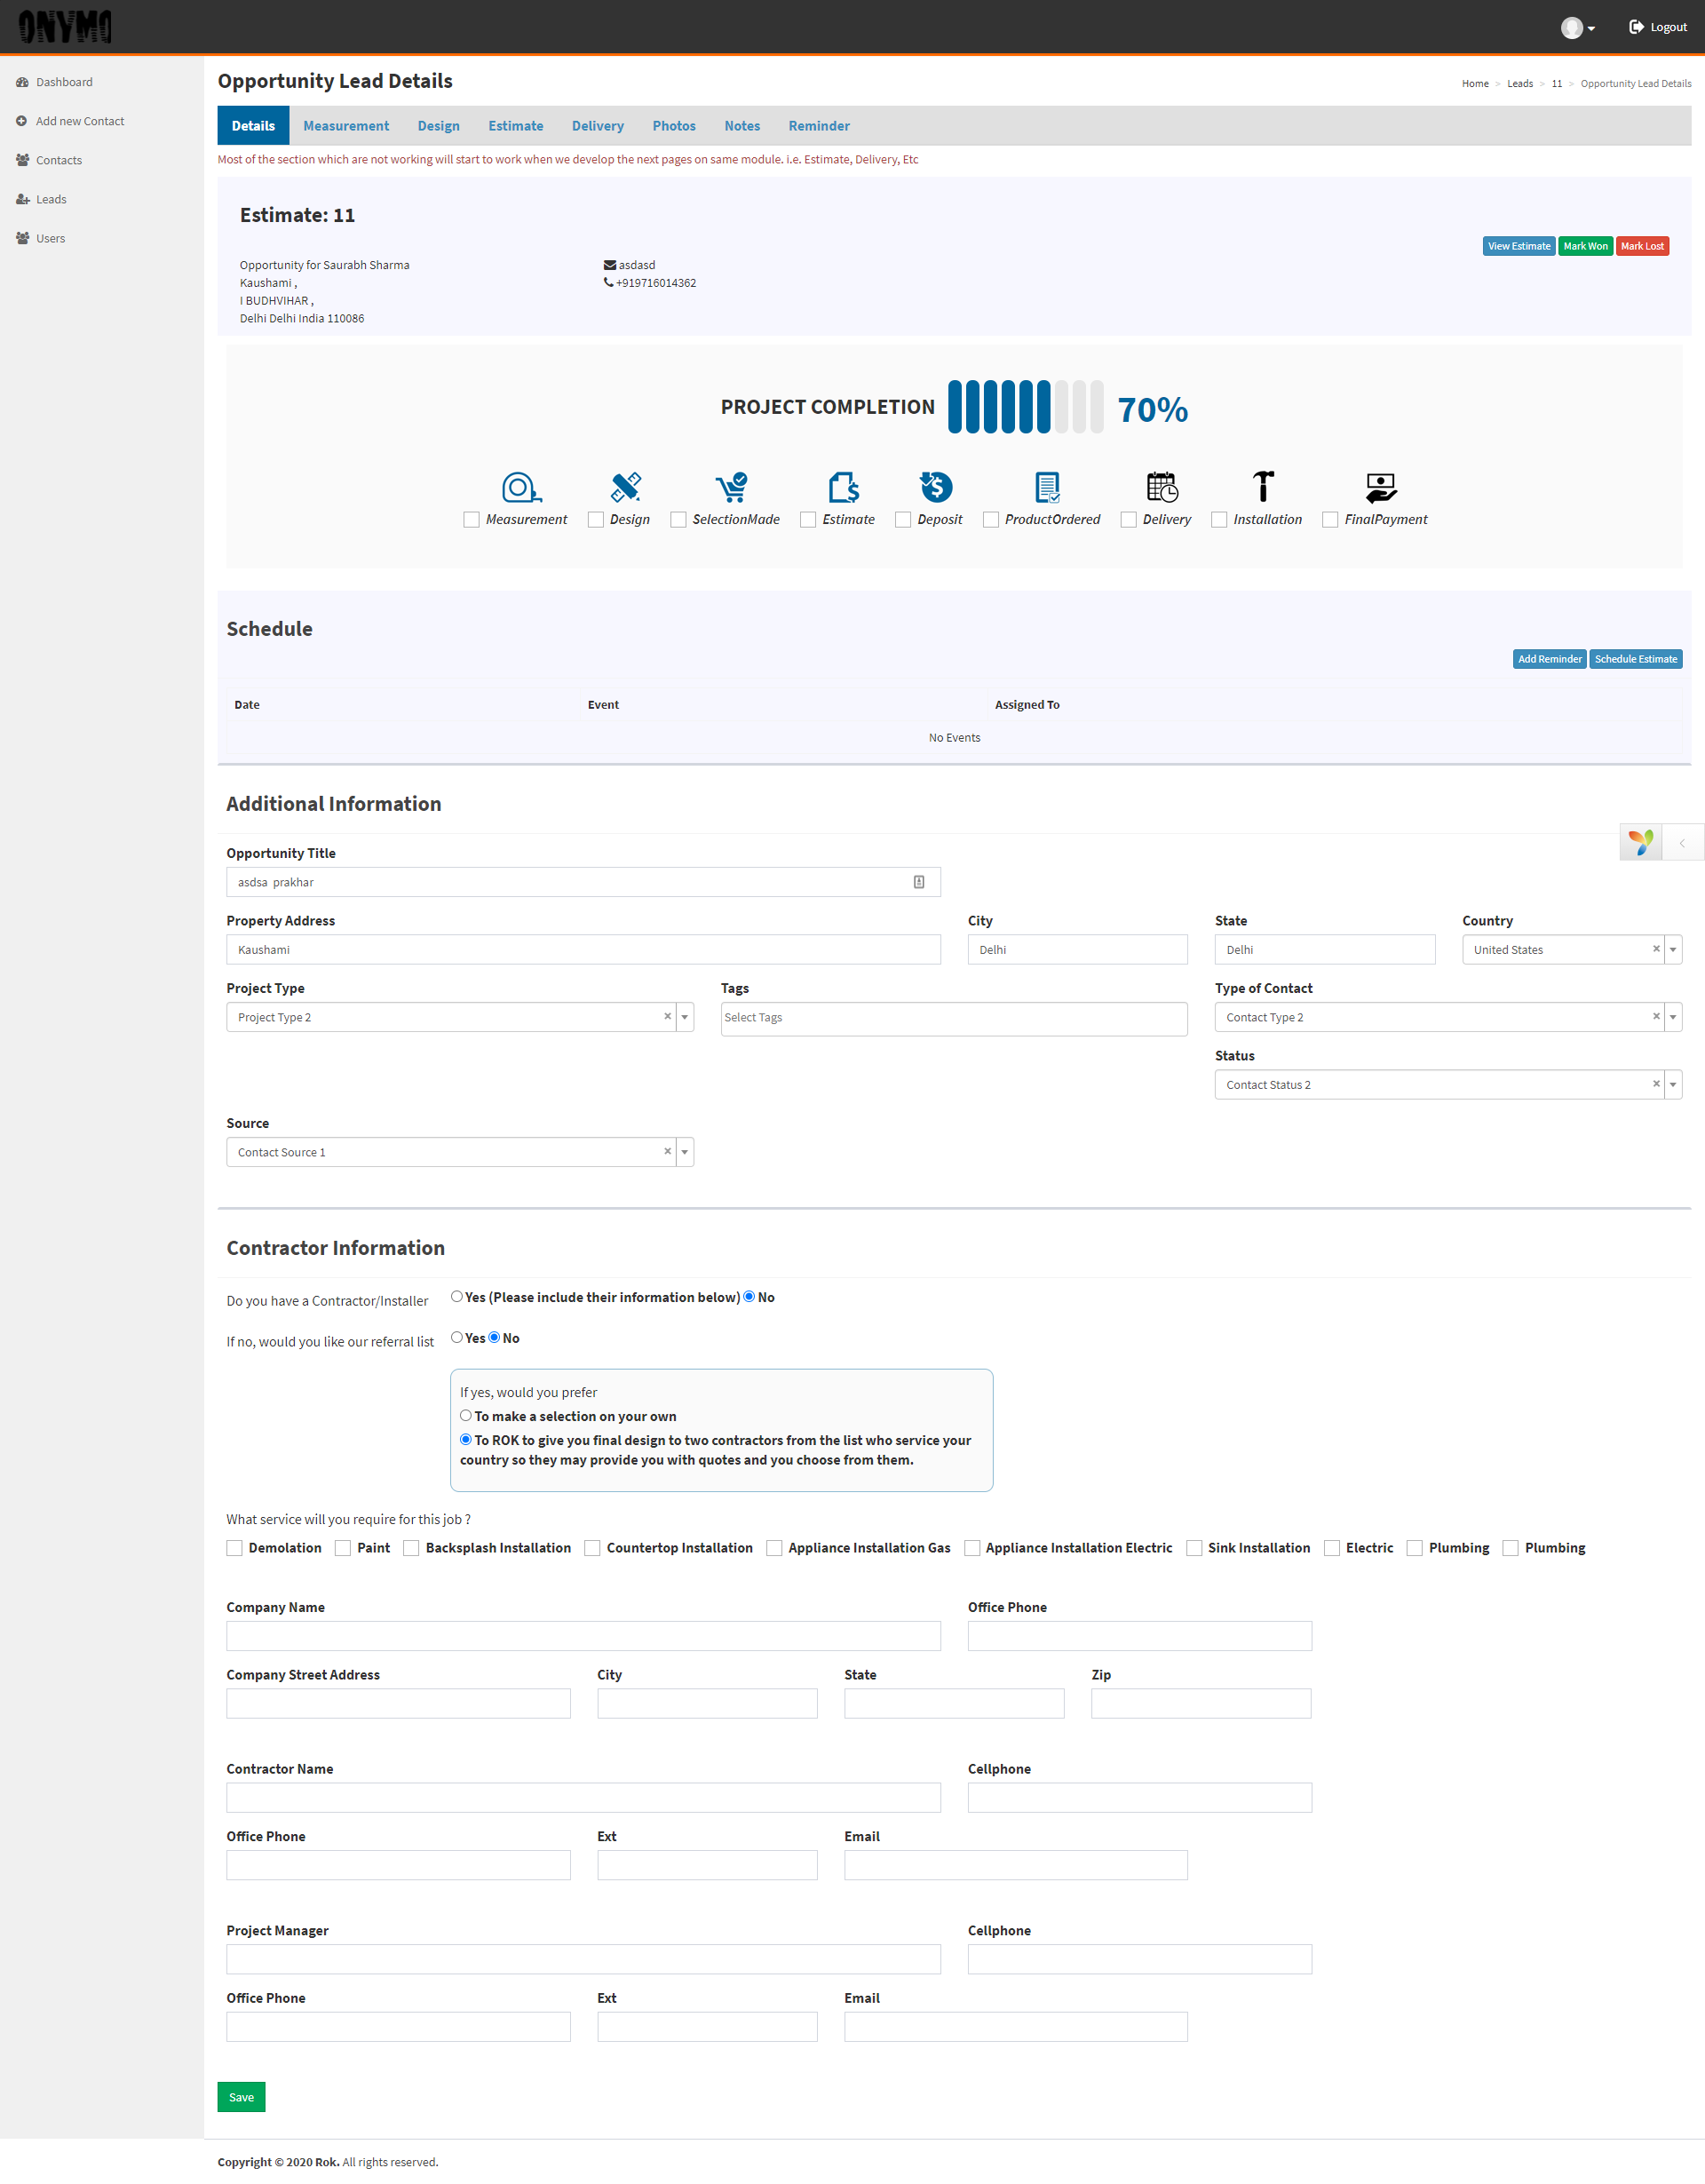 ONYMO
Logout
Dashboard
Add new Contact
Contacts
Leads
Users
Opportunity Lead Details
Home > Leads > 11 > Opportunity Lead Details
Details Measurement Design Estimate Delivery Photos Notes Reminder
Most of the section which are not working will start to work when we develop the next pages on same module. i.e. Estimate, Delivery, Etc
Estimate: 11
View Estimate Mark Won Mark Lost
Opportunity for Saurabh Sharma
Kaushami ,
I BUDHVIHAR ,
Delhi Delhi India 110086
asdasd
+919716014362
PROJECT COMPLETION 70%
Measurement Design SelectionMade Estimate Deposit ProductOrdered Delivery Installation FinalPayment
Schedule
Add Reminder Schedule Estimate
Date Event Assigned To
No Events
Additional Information
Opportunity Title
asdsa prakhar
Property Address City State Country
Kaushami Delhi Delhi United States
Project Type Tags Type of Contact
Project Type 2 Select Tags Contact Type 2
Status
Contact Status 2
Source
Contact Source 1
Contractor Information
Do you have a Contractor/Installer Yes (Please include their information below) No
If no, would you like our referral list Yes No
If yes, would you prefer
To make a selection on your own
To ROK to give you final design to two contractors from the list who service your
country so they may provide you with quotes and you choose from them.
What service will you require for this job ?
Demolation Paint Backsplash Installation Countertop Installation Appliance Installation Gas Appliance Installation Electric Sink Installation Electric Plumbing Plumbing
Company Name Office Phone
Company Street Address City State Zip
Contractor Name Cellphone
Office Phone Ext Email
Project Manager Cellphone
Office Phone Ext Email
Save
Copyright © 2020 Rok. All rights reserved.